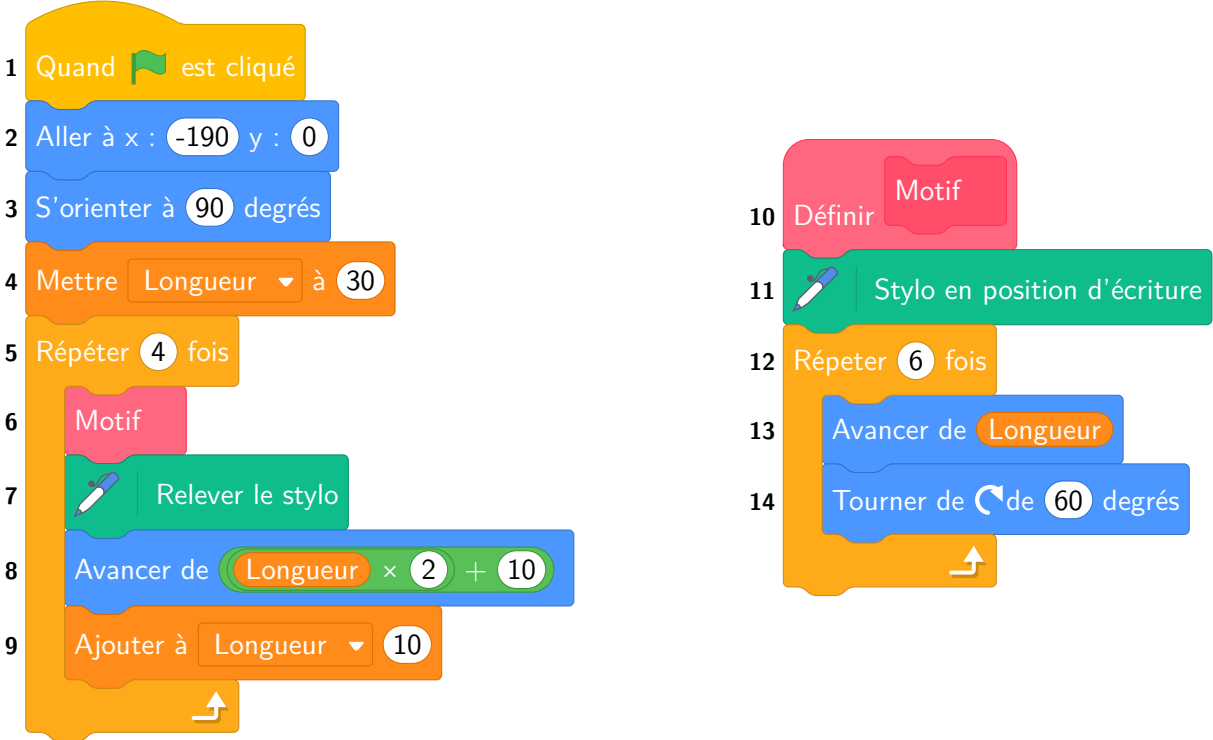 1 Quand est cliqué
2 Aller à x : -190 y : 0
3 S'orienter à 90 degrés
4 Mettre Longueur à 30
5 Répéter 4 fois
6 Motif
7 Relever le stylo
8 Avancer de Longueur × 2 + 10
9 Ajouter à Longueur 10
10 Définir Motif
11 Stylo en position d'écriture
12 Répeter 6 fois
13 Avancer de Longueur
14 Tourner de de 60 degrés